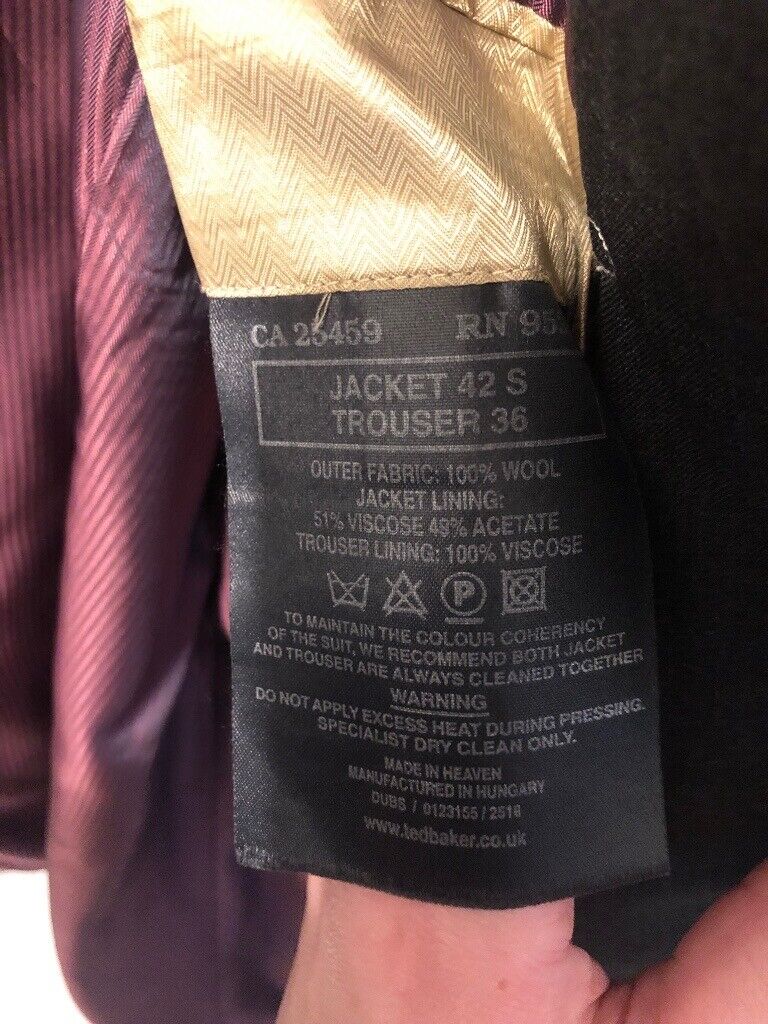 CA 25459 RN 95
JACKET 42 S
TROUSER 36
OUTER FABRIC: 100% WOOL
JACKET LINING:
51% VISCOSE 49% ACETATE
TROUSER LINING: 100% VISCOSE
P
TO MAINTAIN THE COLOUR COHERENCY
OF THE SUIT, WE RECOMMEND BOTH JACKET
AND TROUSER ARE ALWAYS CLEANED TOGETHER
WARNING
DO NOT APPLY EXCESS HEAT DURING PRESSING.
SPECIALIST DRY CLEAN ONLY.
MADE IN HEAVEN
MANUFACTURED IN HUNGARY
DUBS / 0123155 / 2516
www.tedbaker.co.uk